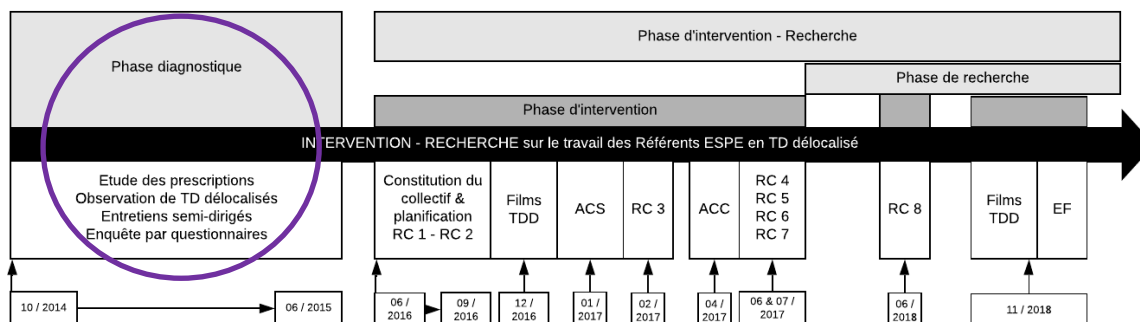 Phase d'intervention - Recherche
Phase diagnostique
Phase de recherche
Phase d'intervention
INTERVENTION - RECHERCHE sur le travail des Référents ESPE en TD délocalisé
Etude des prescriptions
Observation de TD délocalisés
Entretiens semi-dirigés
Enquête par questionnaires
Constitution du
collectif &
planification
RC 1 - RC 2
Films
TDD
ACS
RC 3
ACC
RC 4
RC 5
RC 6
RC 7
RC 8
Films
TDD
EF
10 / 2014
06 / 2015
06 /
2016
09 /
2016
12 /
2016
01 /
2017
02 /
2017
04 /
2017
06 & 07 /
2017
06 /
2018
11 / 2018